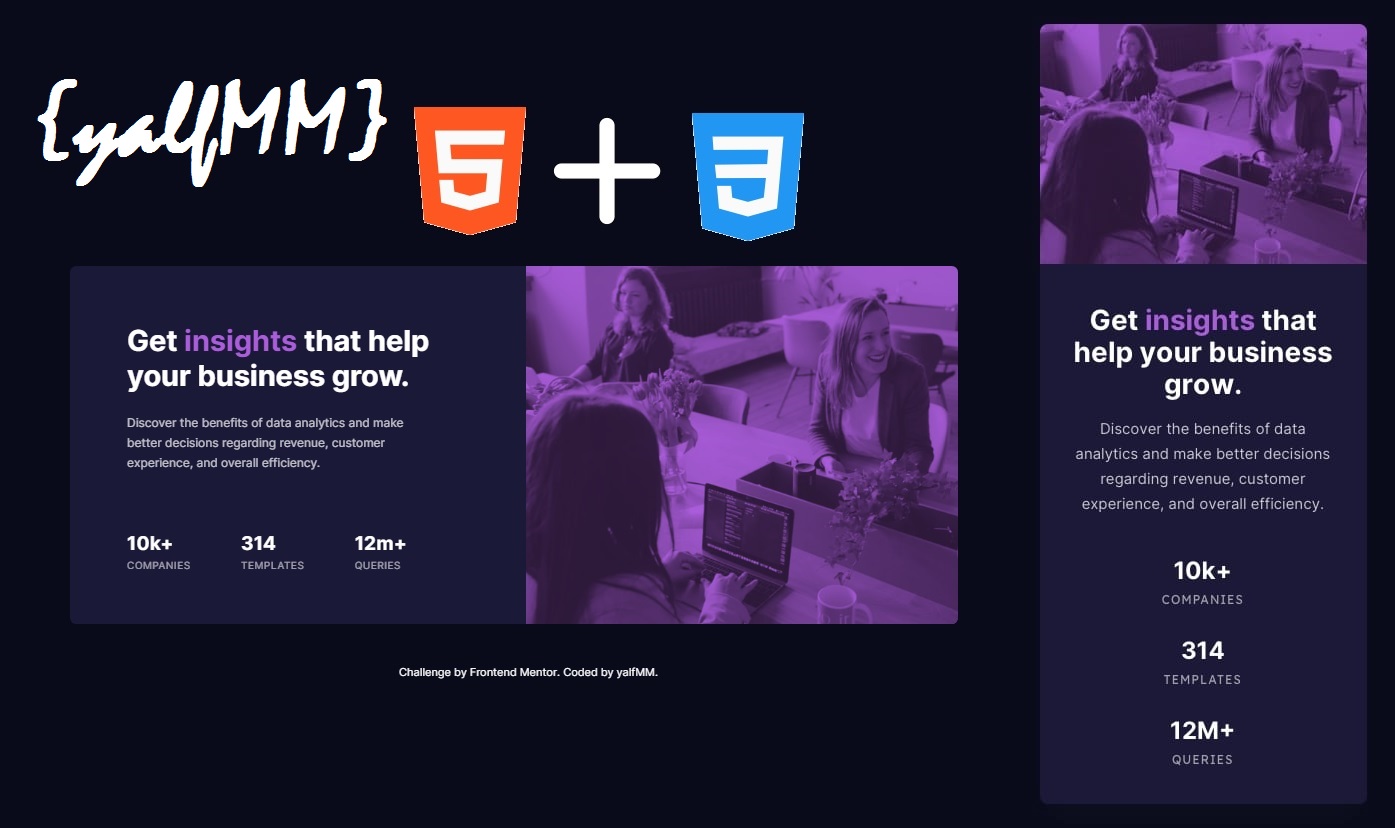 {yalfMM}
5
3
Get insights that help
your business grow.
Discover the benefits of data analytics and make
better decisions regarding revenue, customer
experience, and overall efficiency.
10k+ 314 12m+
COMPANIES TEMPLATES QUERIES
Challenge by Frontend Mentor. Coded by yalfMM.
Get insights that
help your business
grow.
Discover the benefits of data
analytics and make better decisions
regarding revenue, customer
experience, and overall efficiency.
10k+
COMPANIES
314
TEMPLATES
12M+
QUERIES